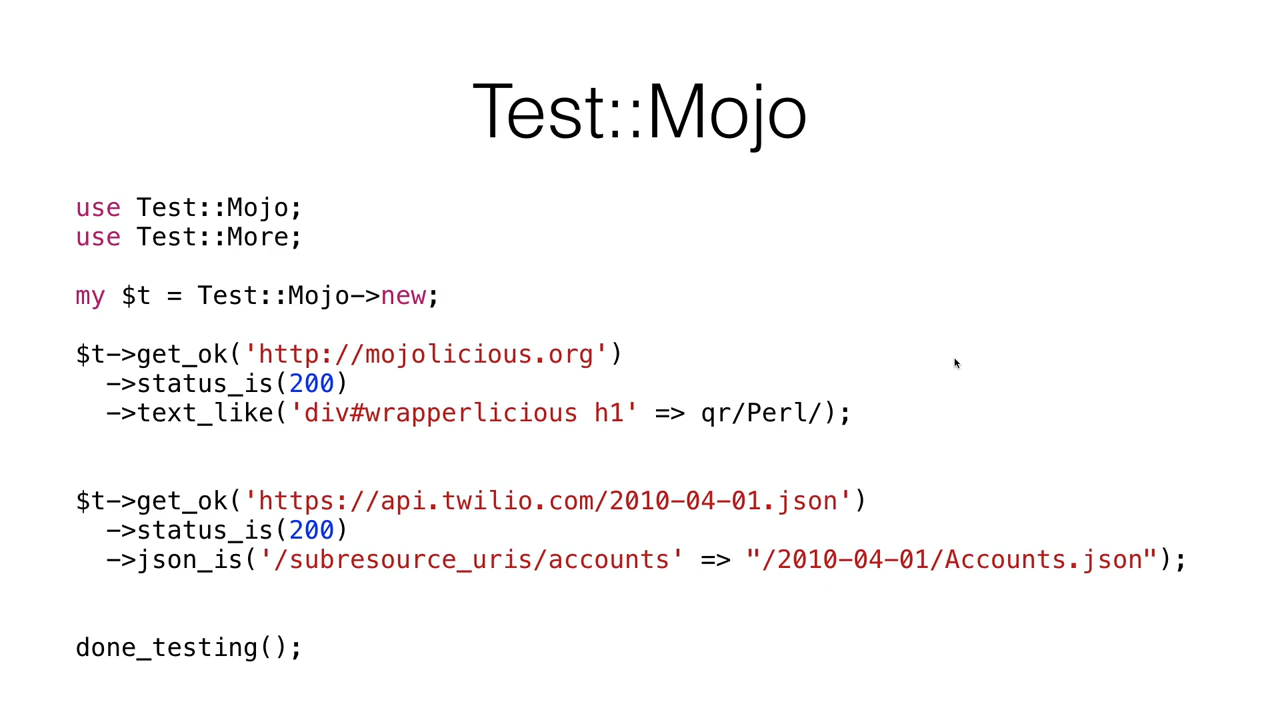 Test::Mojo
use Test::Mojo;
use Test::More;
my $t = Test::Mojo->new;
$t->get_ok('http://mojolicious.org')
->status_is(200)
->text_like('div#wrapperlicious h1' => qr/Perl/);
$t->get_ok('https://api.twilio.com/2010-04-01.json')
->status_is(200)
->json_is('/subresource_uris/accounts' => "/2010-04-01/Accounts.json");
done_testing();